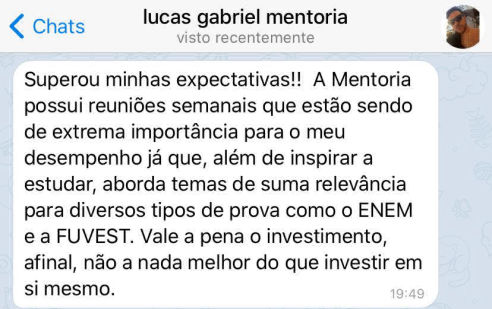 Chats
lucas gabriel mentoria
visto recentemente
Superou minhas expectativas!!  A Mentoria
possui reuniões semanais que estão sendo
de extrema importância para o meu
desempenho já que, além de inspirar a
estudar, aborda temas de suma relevância
para diversos tipos de prova como o ENEM
e a FUVEST. Vale a pena o investimento,
afinal, não a nada melhor do que investir em
si mesmo.
19:49